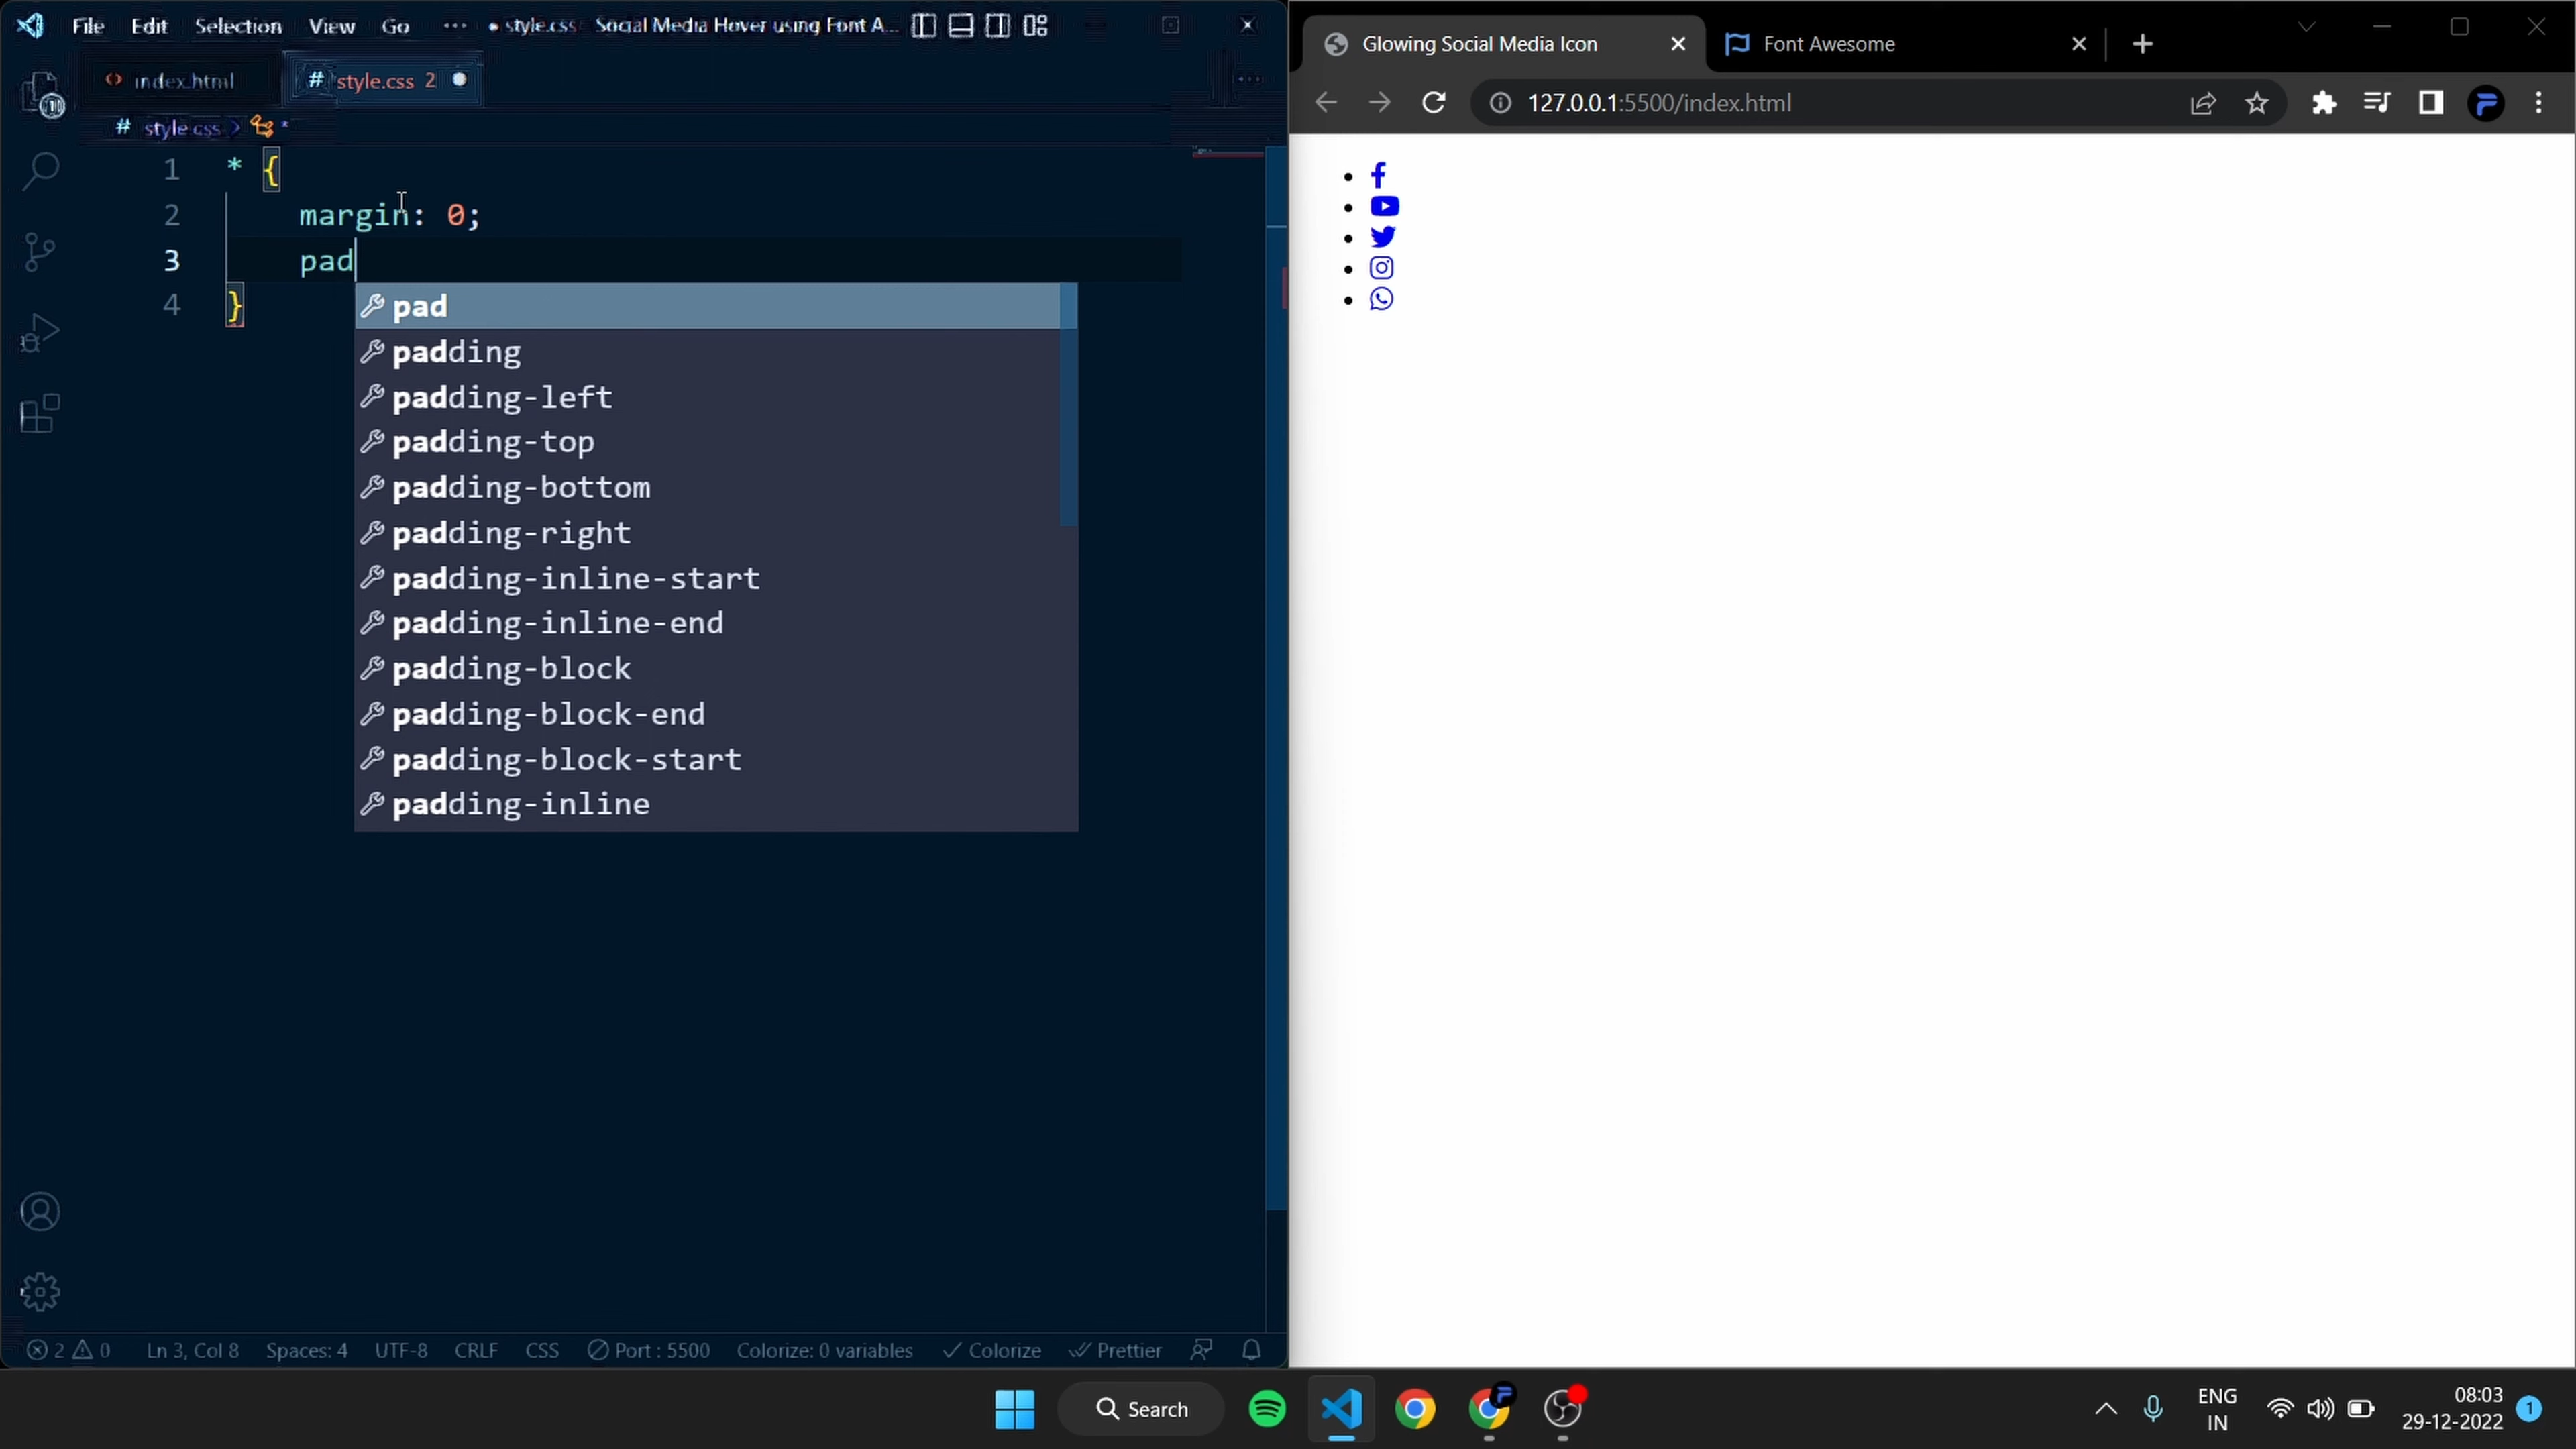 File Edit Selection View Go ··· ● style.css Social Media Hover using Font A...
index.html # style.css 2 ●
# style.css > *
1 * {
2 margin: 0;
3 pad
4 }
pad
padding
padding-left
padding-top
padding-bottom
padding-right
padding-inline-start
padding-inline-end
padding-block
padding-block-end
padding-block-start
padding-inline
2 0 Ln 3, Col 8 Spaces: 4 UTF-8 CRLF CSS Port : 5500 Colorize: 0 variables Colorize Prettier
Glowing Social Media Icon
Font Awesome
127.0.0.1:5500/index.html
Search
ENG
IN
08:03
29-12-2022
1